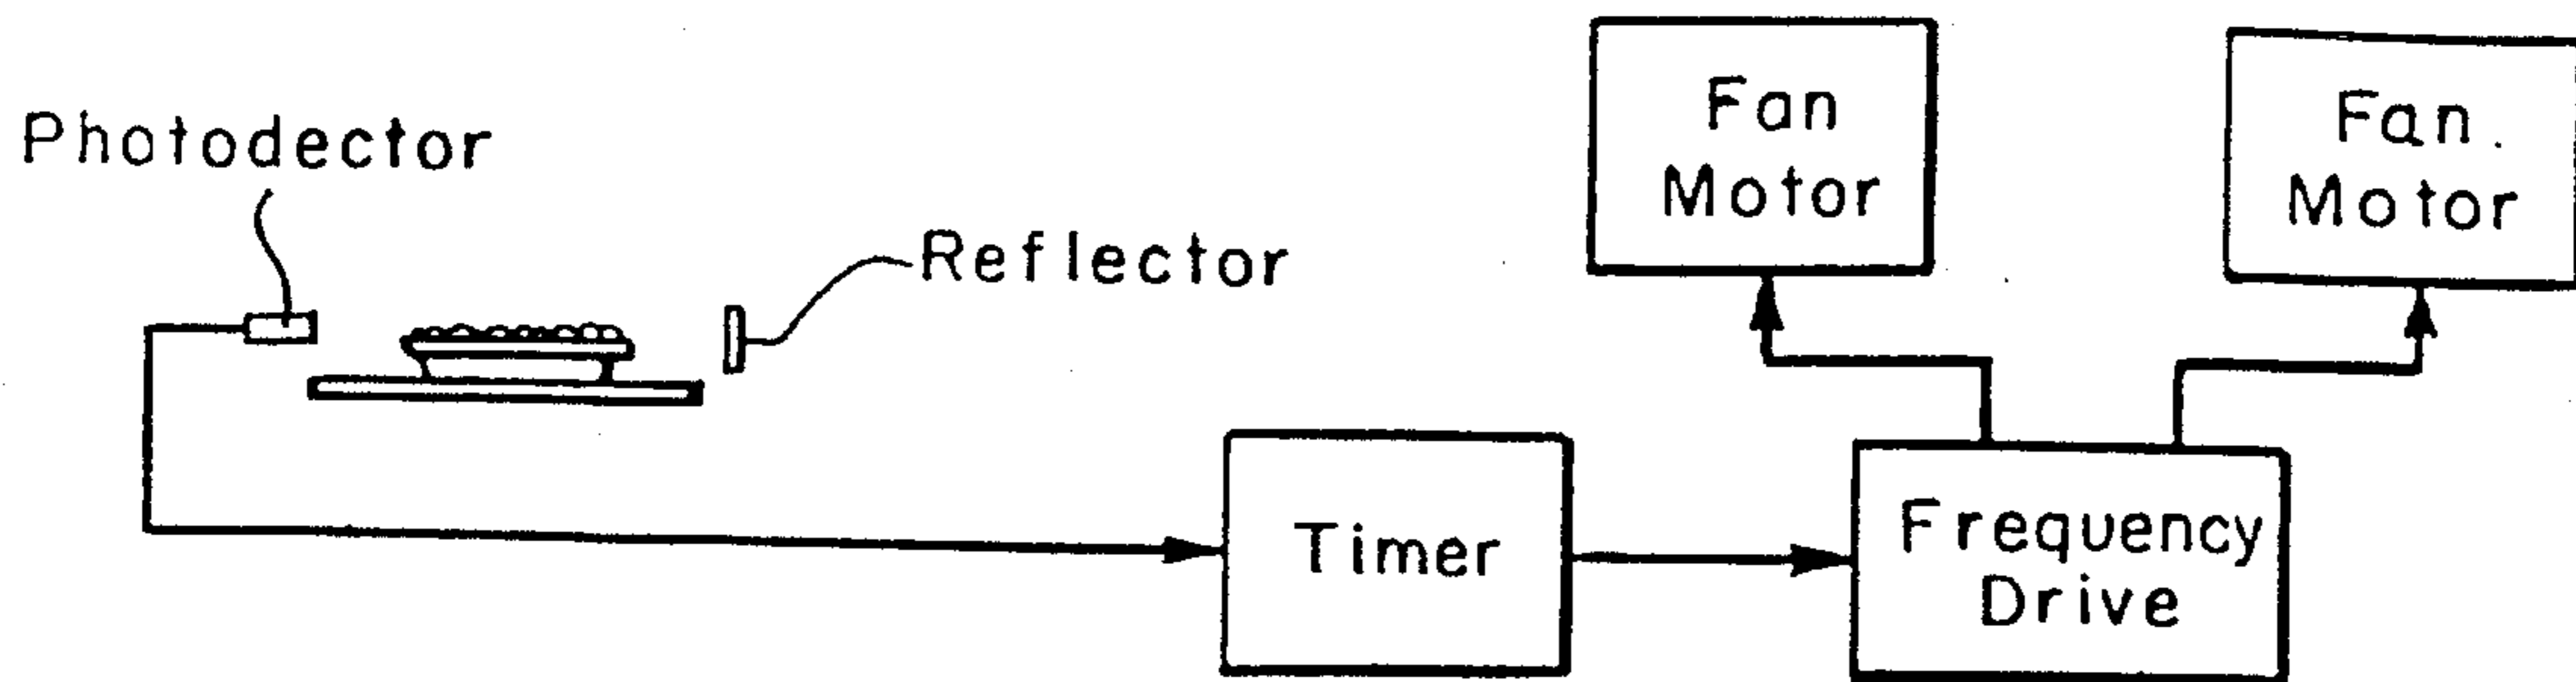 Photodector
Reflector
Fan
Motor
Fan
Motor
Timer
Frequency
Drive